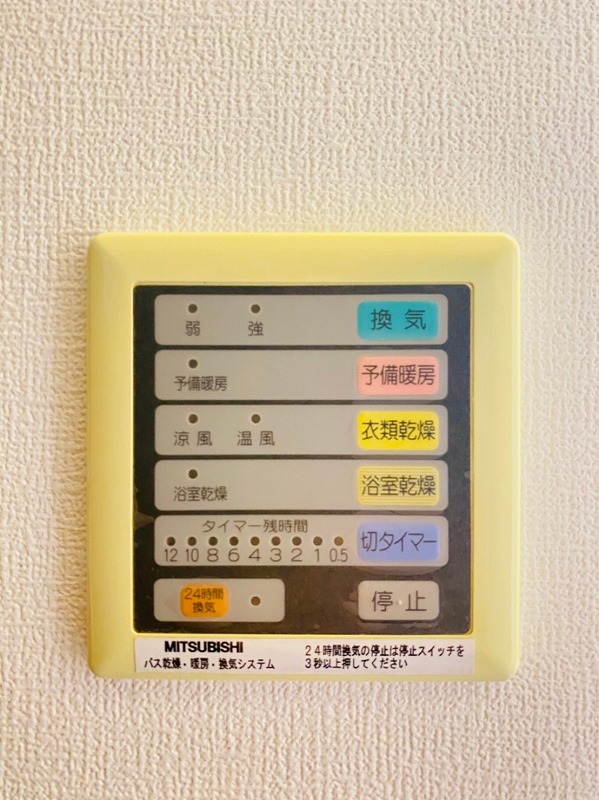 弱 強 換気
予備暖房 予備暖房
涼風 温風 衣類乾燥
浴室乾燥 浴室乾燥
タイマー残時間
12 10 8 6 4 3 2 1 0.5 切タイマー
24時間
換気
停止
MITSUBISHI
バス乾燥・暖房・換気システム
24時間換気の停止は停止スイッチを
3秒以上押してください